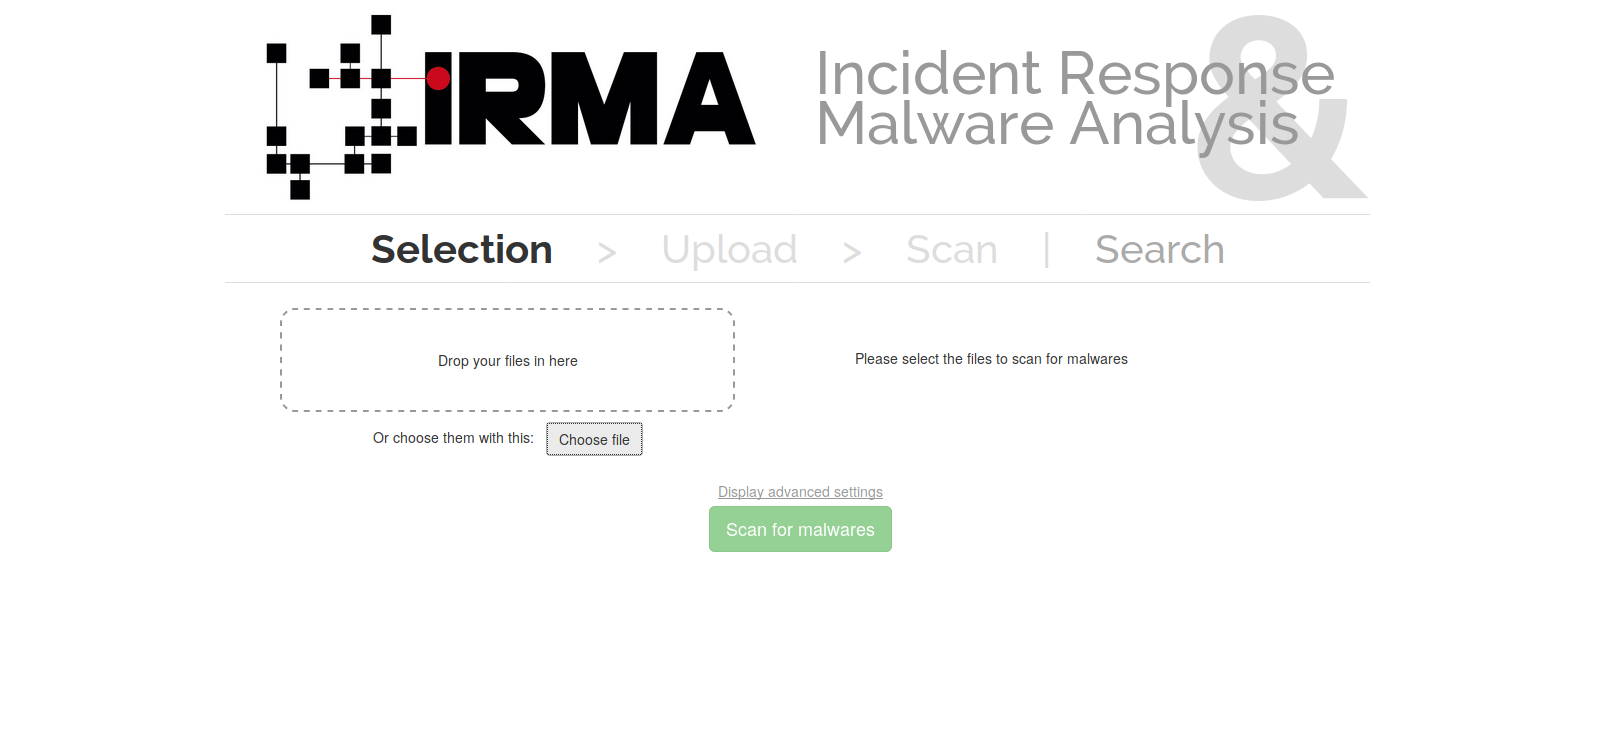 IRMA
Incident Response
&
Malware Analysis
Selection > Upload > Scan | Search
Drop your files in here
Please select the files to scan for malwares
Or choose them with this: Choose file
Display advanced settings
Scan for malwares